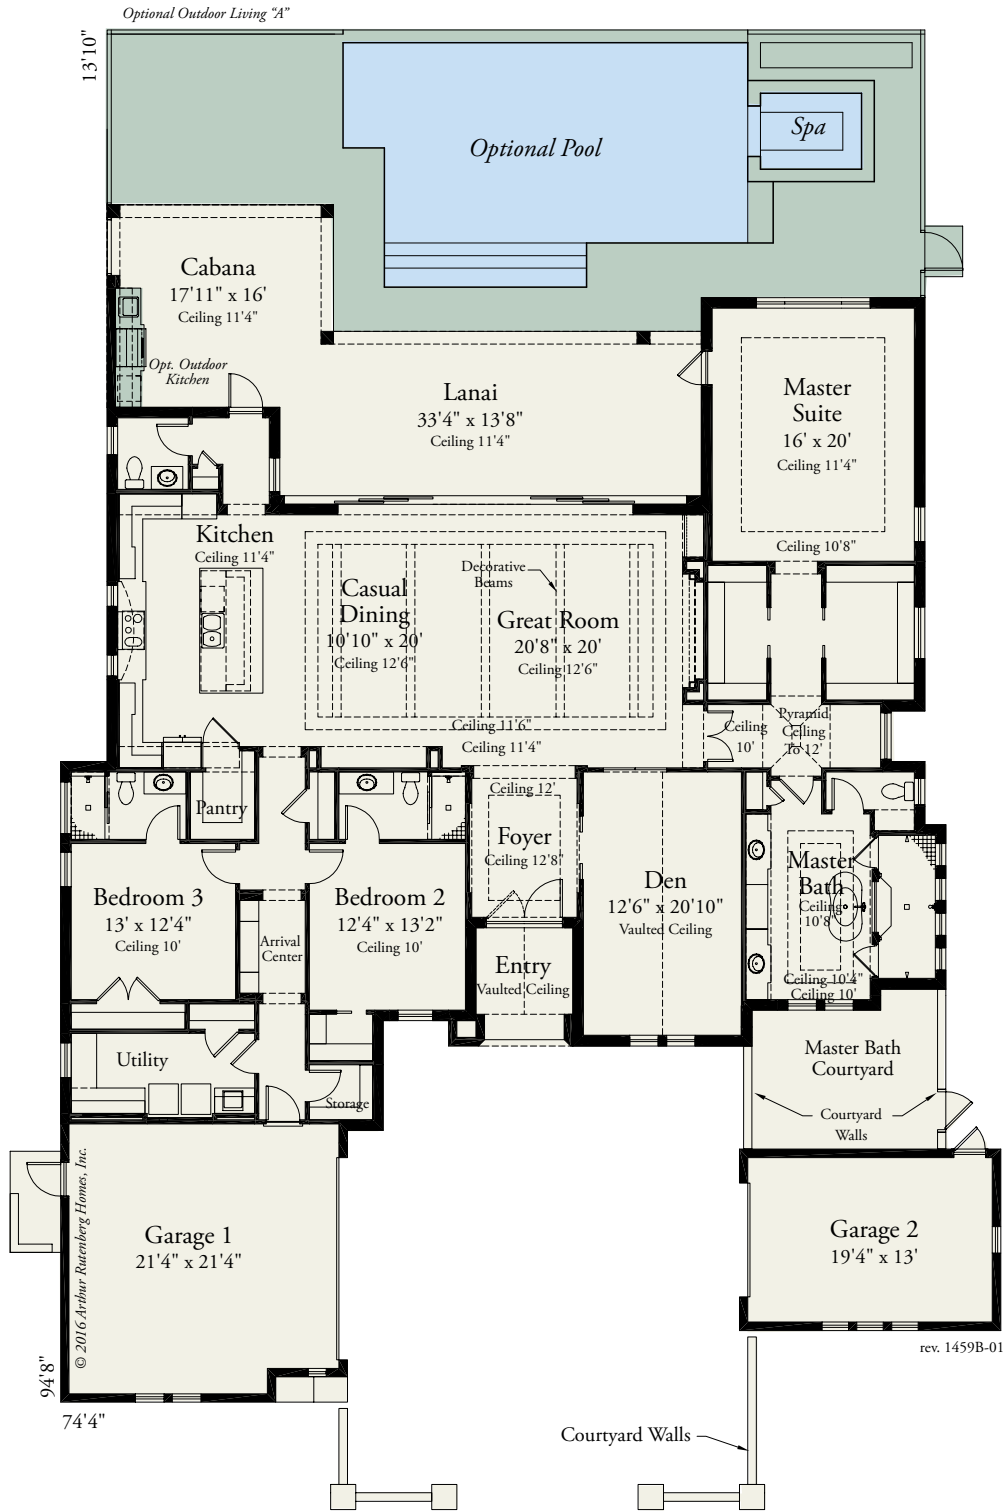 Optional Outdoor Living “A”
13'10"
Optional Pool
Spa
Cabana
17'11" x 16'
Ceiling 11'4"
Opt. Outdoor
Kitchen
Lanai
33'4" x 13'8"
Ceiling 11'4"
Master
Suite
16' x 20'
Ceiling 11'4"
Ceiling 10'8"
Kitchen
Ceiling 11'4"
Casual
Dining
10'10" x 20'
Ceiling 12'6"
Decorative
Beams
Great Room
20'8" x 20'
Ceiling 12'6"
Ceiling 11'6"
Ceiling 11'4"
Ceiling
10'
Pyramid
Ceiling
To 12'
Pantry
Ceiling 12'
Foyer
Ceiling 12'8"
Den
12'6" x 20'10"
Vaulted Ceiling
Master
Bath
Ceiling
10'8"
Ceiling 10'4"
Ceiling 10'
Bedroom 3
13' x 12'4"
Ceiling 10'
Arrival
Center
Bedroom 2
12'4" x 13'2"
Ceiling 10'
Entry
Vaulted Ceiling
Utility
Storage
Master Bath
Courtyard
Courtyard
Walls
© 2016 Arthur Rutenberg Homes, Inc.
Garage 1
21'4" x 21'4"
Garage 2
19'4" x 13'
rev. 1459B-01
94'8"
74'4"
Courtyard Walls